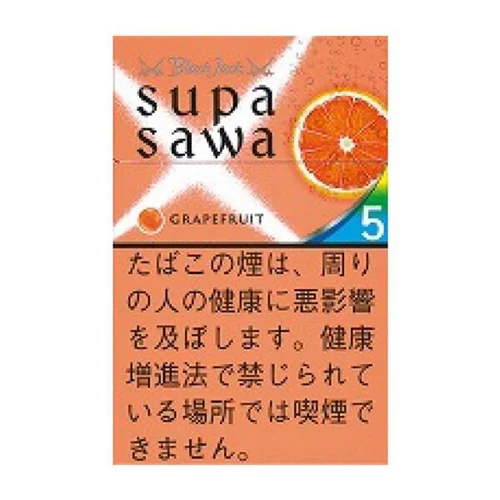 Black Jack
supa
sawa
GRAPEFRUIT
5
たばこの煙は、周り
の人の健康に悪影響
を及ぼします。健康
増進法で禁じられて
いる場所では喫煙で
きません。